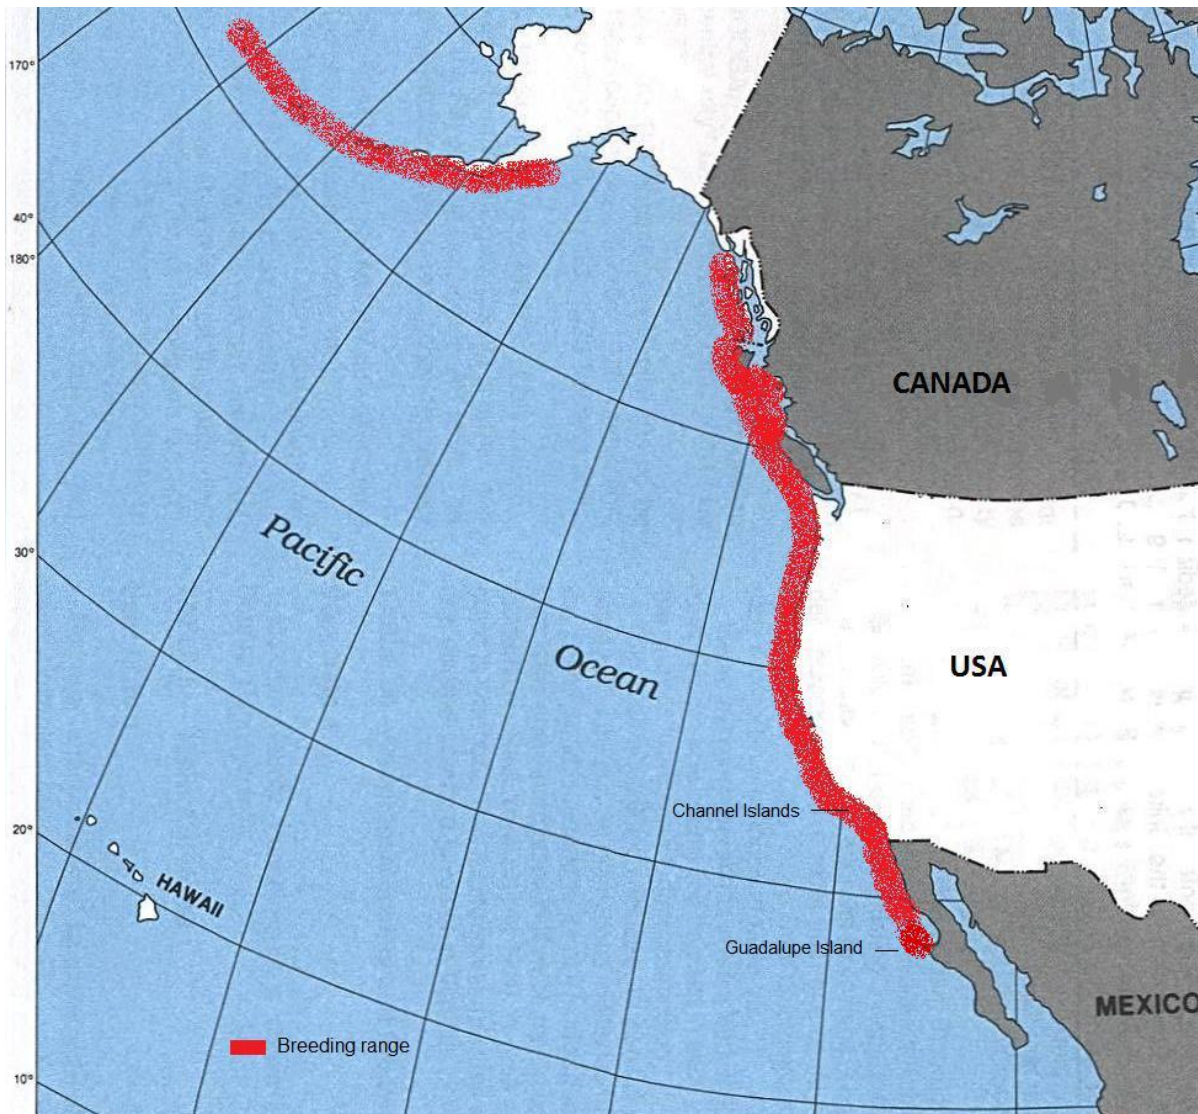 170°
40°
180°
CANADA
Pacific
30°
Ocean
USA
Channel Islands
20°
HAWAII
Guadalupe Island
MEXICO
Breeding range
10°